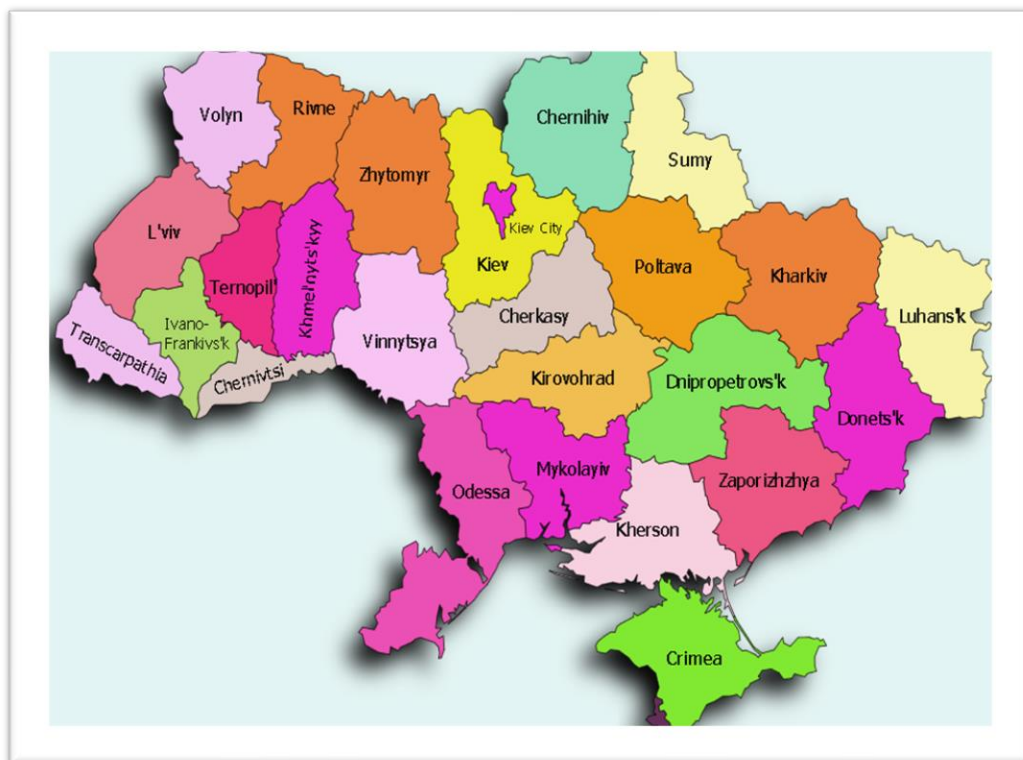 Volyn
Rivne
Chernihiv
Sumy
Zhytomyr
L'viv
Kiev City
Ternopil'
Khmel'nyts'kyy
Kiev
Poltava
Kharkiv
Ivano-
Frankivs'k
Transcarpathia
Chernivtsi
Vinnytsya
Cherkasy
Luhans'k
Kirovohrad
Dnipropetrovs'k
Donets'k
Odessa
Mykolayiv
Zaporizhzhya
Kherson
Crimea